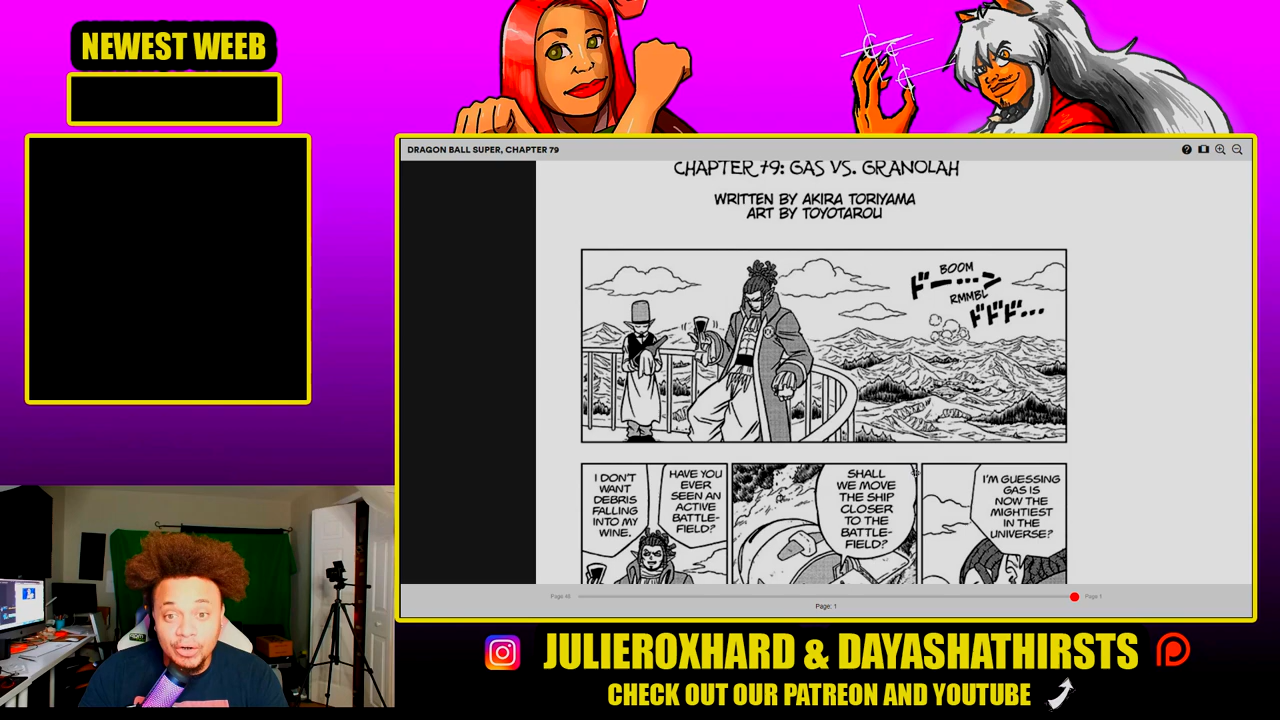 NEWEST WEEB
DRAGON BALL SUPER, CHAPTER 79
CHAPTER 79: GAS VS. GRANOLAH
WRITTEN BY AKIRA TORIYAMA
ART BY TOYOTAROU
BOOM
ドーーン
RMMBL
ドドド…
I DON'T
WANT
DEBRIS
FALLING
INTO MY
WINE.
HAVE YOU
EVER
SEEN AN
ACTIVE
BATTLE-
FIELD?
SHALL
WE MOVE
THE SHIP
CLOSER
TO THE
BATTLE-
FIELD?
I'M GUESSING
GAS IS
NOW THE
MIGHTIEST
IN THE
UNIVERSE?
Page 1
Page: 1
JULIEROXHARD & DAYASHATHIRSTS
CHECK OUT OUR PATREON AND YOUTUBE